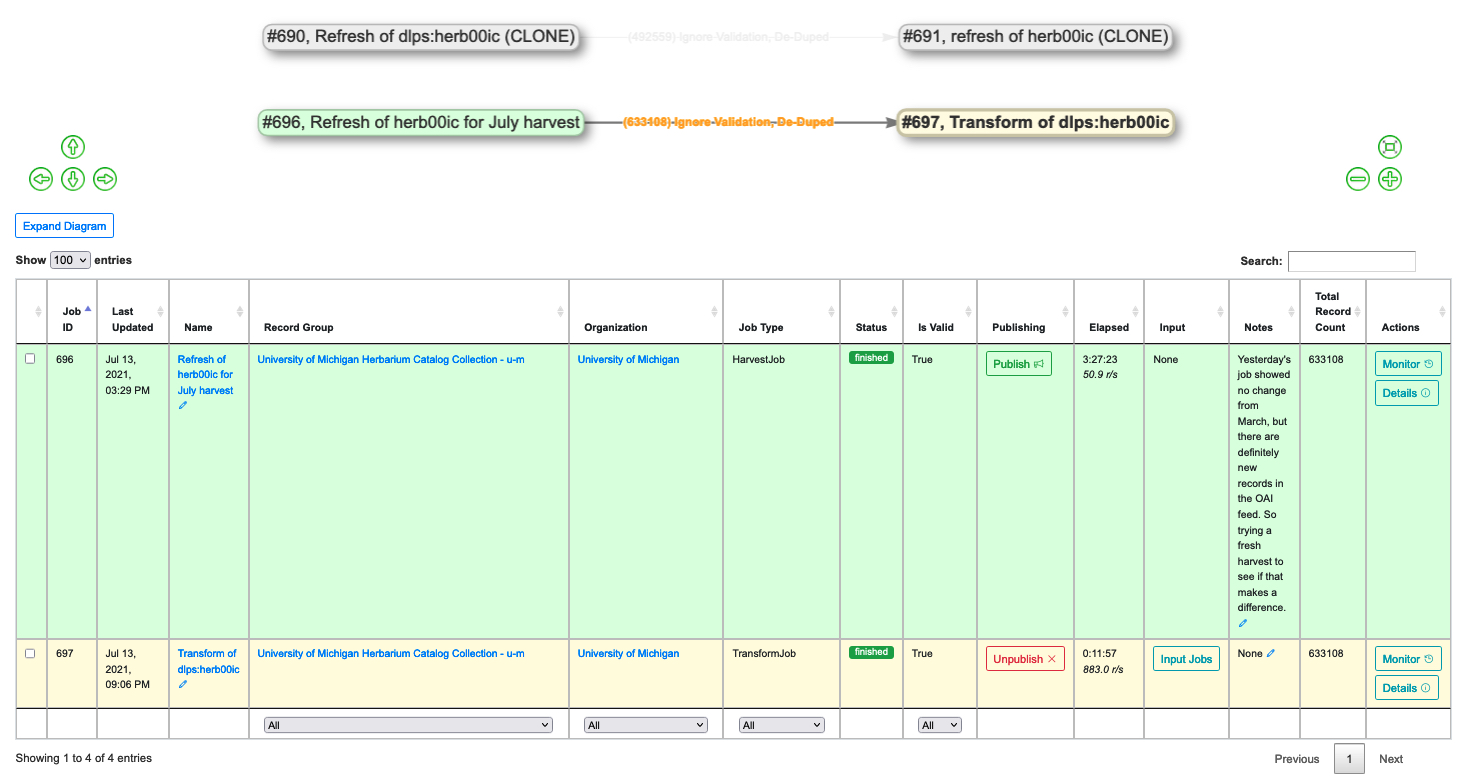 #690, Refresh of dlps:herb00ic (CLONE)
(492559) Ignore Validation, De-Duped
#691, refresh of herb00ic (CLONE)
#696, Refresh of herb00ic for July harvest
(633108) Ignore Validation, De-Duped
#697, Transform of dlps:herb00ic
Expand Diagram
Show 100 entries
Search:
Job ID
Last Updated
Name
Record Group
Organization
Job Type
Status
Is Valid
Publishing
Elapsed
Input
Notes
Total Record Count
Actions
696
Jul 13,
2021,
03:29 PM
Refresh of
herb00ic for
July harvest
University of Michigan Herbarium Catalog Collection - u-m
University of Michigan
HarvestJob
finished
True
Publish
3:27:23
50.9 r/s
None
Yesterday's
job showed
no change
from
March, but
there are
definitely
new
records in
the OAI
feed. So
trying a
fresh
harvest to
see if that
makes a
difference.
633108
Monitor
Details
697
Jul 13,
2021,
09:06 PM
Transform of
dlps:herb00ic
University of Michigan Herbarium Catalog Collection - u-m
University of Michigan
TransformJob
finished
True
Unpublish
0:11:57
883.0 r/s
Input Jobs
None
633108
Monitor
Details
All
All
All
All
Showing 1 to 4 of 4 entries
Previous 1 Next